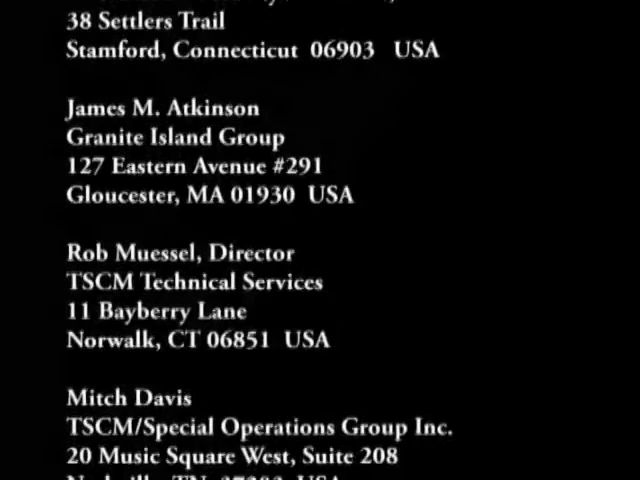 38 Settlers Trail
Stamford, Connecticut 06903 USA
James M. Atkinson
Granite Island Group
127 Eastern Avenue #291
Gloucester, MA 01930 USA
Rob Muessel, Director
TSCM Technical Services
11 Bayberry Lane
Norwalk, CT 06851 USA
Mitch Davis
TSCM/Special Operations Group Inc.
20 Music Square West, Suite 208